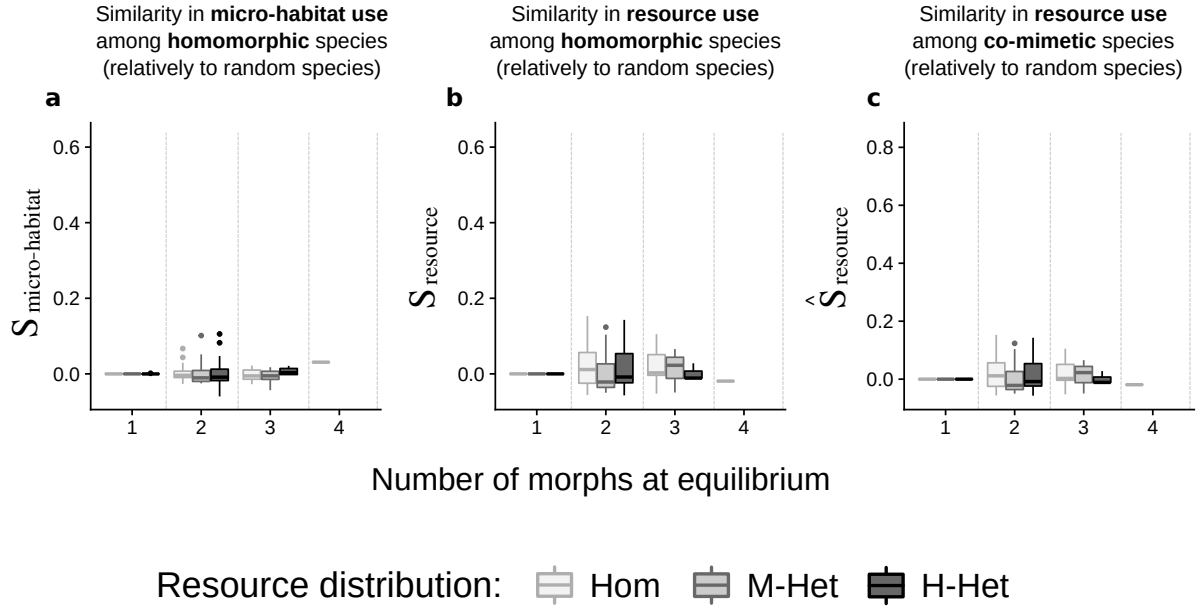 Similarity in micro-habitat use
among homomorphic species
(relatively to random species)
Similarity in resource use
among homomorphic species
(relatively to random species)
Similarity in resource use
among co-mimetic species
(relatively to random species)
a
0.6
0.4
0.2
0.0
S micro-habitat
1 2 3 4
b
0.6
0.4
0.2
0.0
S resource
1 2 3 4
c
0.8
0.6
0.4
0.2
0.0
Ŝ resource
1 2 3 4
Number of morphs at equilibrium
Resource distribution: Hom M-Het H-Het